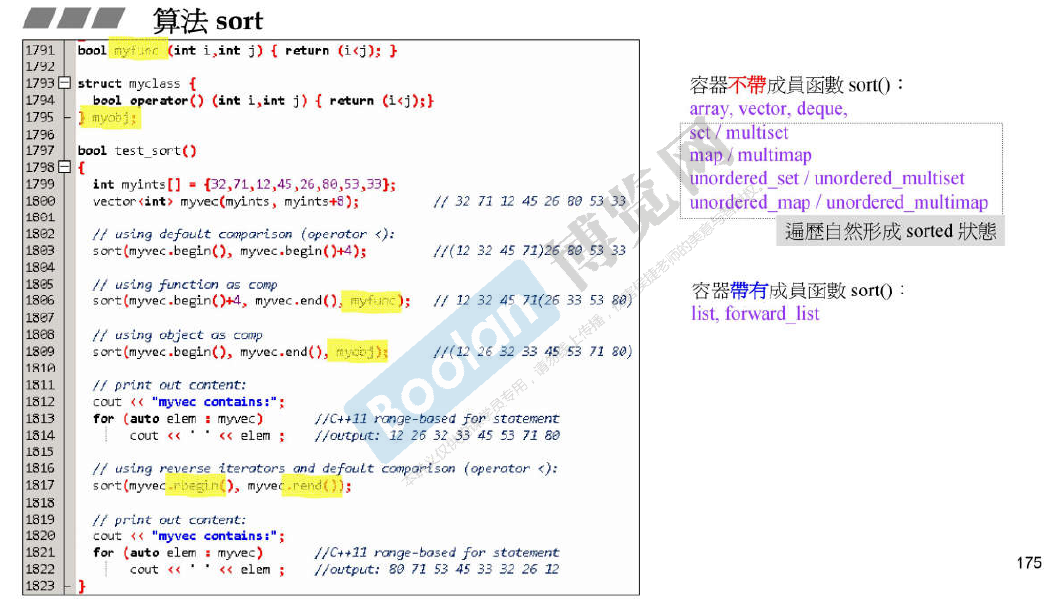 算法 sort
1791 bool myfunc (int i,int j) { return (i<j); }
1792
1793 struct myclass {
1794 bool operator() (int i,int j) { return (i<j);}
1795 } myobj;
1796
1797 bool test_sort()
1798 {
1799 int myints[] = {32,71,12,45,26,80,53,33};
1800 vector<int> myvec(myints, myints+8); // 32 71 12 45 26 80 53 33
1801
1802 // using default comparison (operator <):
1803 sort(myvec.begin(), myvec.begin()+4); //(12 32 45 71)26 80 53 33
1804
1805 // using function as comp
1806 sort(myvec.begin()+4, myvec.end(), myfunc); // 12 32 45 71(26 33 53 80)
1807
1808 // using object as comp
1809 sort(myvec.begin(), myvec.end(), myobj); //(12 26 32 33 45 53 71 80)
1810
1811 // print out content:
1812 cout << "myvec contains:";
1813 for (auto elem : myvec) //C++11 range-based for statement
1814 cout << ' ' << elem ; //output: 12 26 32 33 45 53 71 80
1815
1816 // using reverse iterators and default comparison (operator <):
1817 sort(myvec.rbegin(), myvec.rend());
1818
1819 // print out content:
1820 cout << "myvec contains:";
1821 for (auto elem : myvec) //C++11 range-based for statement
1822 cout << ' ' << elem ; //output: 80 71 53 45 33 32 26 12
1823 }
容器不帶成員函數 sort()：
array, vector, deque,
set / multiset
map / multimap
unordered_set / unordered_multiset
unordered_map / unordered_multimap
遍歷自然形成 sorted 狀態
容器帶有成員函數 sort()：
list, forward_list
Boolan 博览网
175